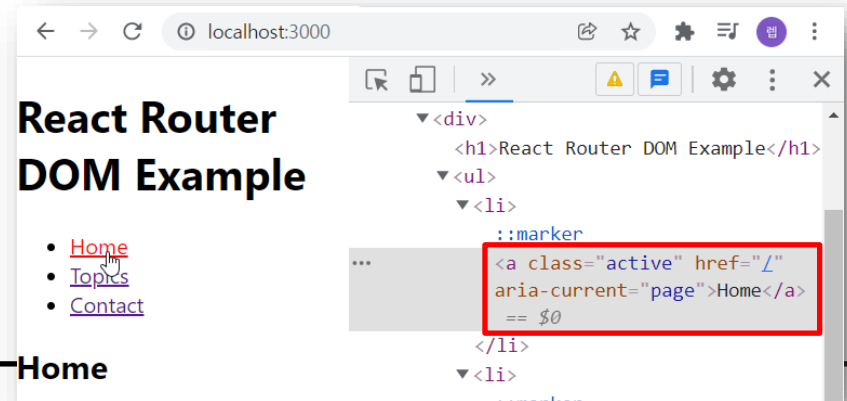 localhost:3000
렙
React Router
DOM Example
Home
Topics
Contact
Home
▼<div>
<h1>React Router DOM Example</h1>
▼<ul>
▼<li>
::marker
<a class="active" href="/"
aria-current="page">Home</a>
== $0
</li>
▼<li>